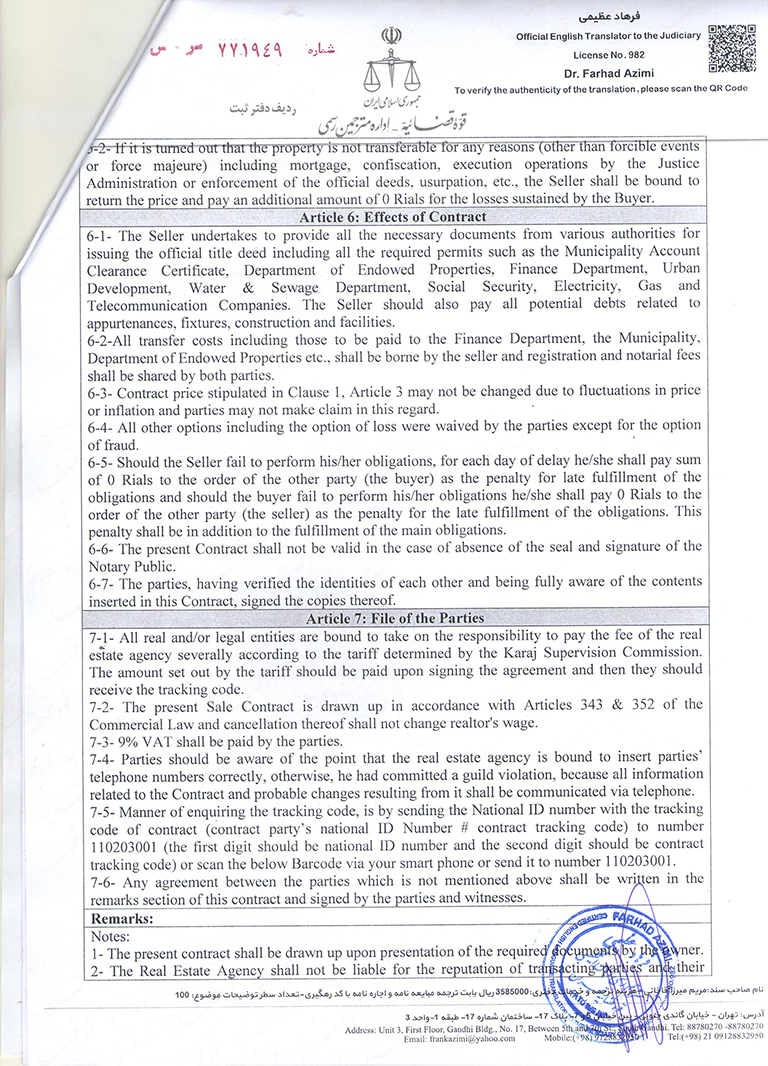 فرهاد عظیمی
Official English Translator to the Judiciary
License No. 982
Dr. Farhad Azimi
To verify the authenticity of the translation, please scan the QR Code
شماره ۷۷۱۹۴۹ س س
ردیف دفتر ثبت
جمهوری اسلامی ایران
قوه قضائیه - اداره مترجمین رسمی
5-2- If it is turned out that the property is not transferable for any reasons (other than forcible events
or force majeure) including mortgage, confiscation, execution operations by the Justice
Administration or enforcement of the official deeds, usurpation, etc., the Seller shall be bound to
return the price and pay an additional amount of 0 Rials for the losses sustained by the Buyer.
Article 6: Effects of Contract
6-1- The Seller undertakes to provide all the necessary documents from various authorities for
issuing the official title deed including all the required permits such as the Municipality Account
Clearance Certificate, Department of Endowed Properties, Finance Department, Urban
Development, Water & Sewage Department, Social Security, Electricity, Gas and
Telecommunication Companies. The Seller should also pay all potential debts related to
appurtenances, fixtures, construction and facilities.
6-2-All transfer costs including those to be paid to the Finance Department, the Municipality,
Department of Endowed Properties etc., shall be borne by the seller and registration and notarial fees
shall be shared by both parties.
6-3- Contract price stipulated in Clause 1, Article 3 may not be changed due to fluctuations in price
or inflation and parties may not make claim in this regard.
6-4- All other options including the option of loss were waived by the parties except for the option
of fraud.
6-5- Should the Seller fail to perform his/her obligations, for each day of delay he/she shall pay sum
of 0 Rials to the order of the other party (the buyer) as the penalty for late fulfillment of the
obligations and should the buyer fail to perform his/her obligations he/she shall pay 0 Rials to the
order of the other party (the seller) as the penalty for the late fulfillment of the obligations. This
penalty shall be in addition to the fulfillment of the main obligations.
6-6- The present Contract shall not be valid in the case of absence of the seal and signature of the
Notary Public.
6-7- The parties, having verified the identities of each other and being fully aware of the contents
inserted in this Contract, signed the copies thereof.
Article 7: File of the Parties
7-1- All real and/or legal entities are bound to take on the responsibility to pay the fee of the real
estate agency severally according to the tariff determined by the Karaj Supervision Commission.
The amount set out by the tariff should be paid upon signing the agreement and then they should
receive the tracking code.
7-2- The present Sale Contract is drawn up in accordance with Articles 343 & 352 of the
Commercial Law and cancellation thereof shall not change realtor's wage.
7-3- 9% VAT shall be paid by the parties.
7-4- Parties should be aware of the point that the real estate agency is bound to insert parties'
telephone numbers correctly, otherwise, he had committed a guild violation, because all information
related to the Contract and probable changes resulting from it shall be communicated via telephone.
7-5- Manner of enquiring the tracking code, is by sending the National ID number with the tracking
code of contract (contract party's national ID Number # contract tracking code) to number
110203001 (the first digit should be national ID number and the second digit should be contract
tracking code) or scan the below Barcode via your smart phone or send it to number 110203001.
7-6- Any agreement between the parties which is not mentioned above shall be written in the
remarks section of this contract and signed by the parties and witnesses.
Remarks:
Notes:
1- The present contract shall be drawn up upon presentation of the required documents by the owner.
2- The Real Estate Agency shall not be liable for the reputation of transacting parties and their
FARHAD AZIMI
نام صاحب سند: مریم میرزاخانی - هزینه ترجمه و خدمات دفتری: 3585000 ریال بابت ترجمه مبایعه نامه و اجاره نامه با کد رهگیری - تعداد سطر توضیحات موضوع: 100
آدرس: تهران - خیابان گاندی جنوبی - بین خیابان 5 و 7 - پلاک 17 - ساختمان شماره 17 - طبقه 1 - واحد 3
Address: Unit 3, First Floor, Gandhi Bldg., No. 17, Between 5th and 7th St., South Gandhi. Tel: 88780270 -88780270
Email: frankazimi@yahoo.com Mobile:(+98) 9128832950 Tel:(+98) 21 09128832950